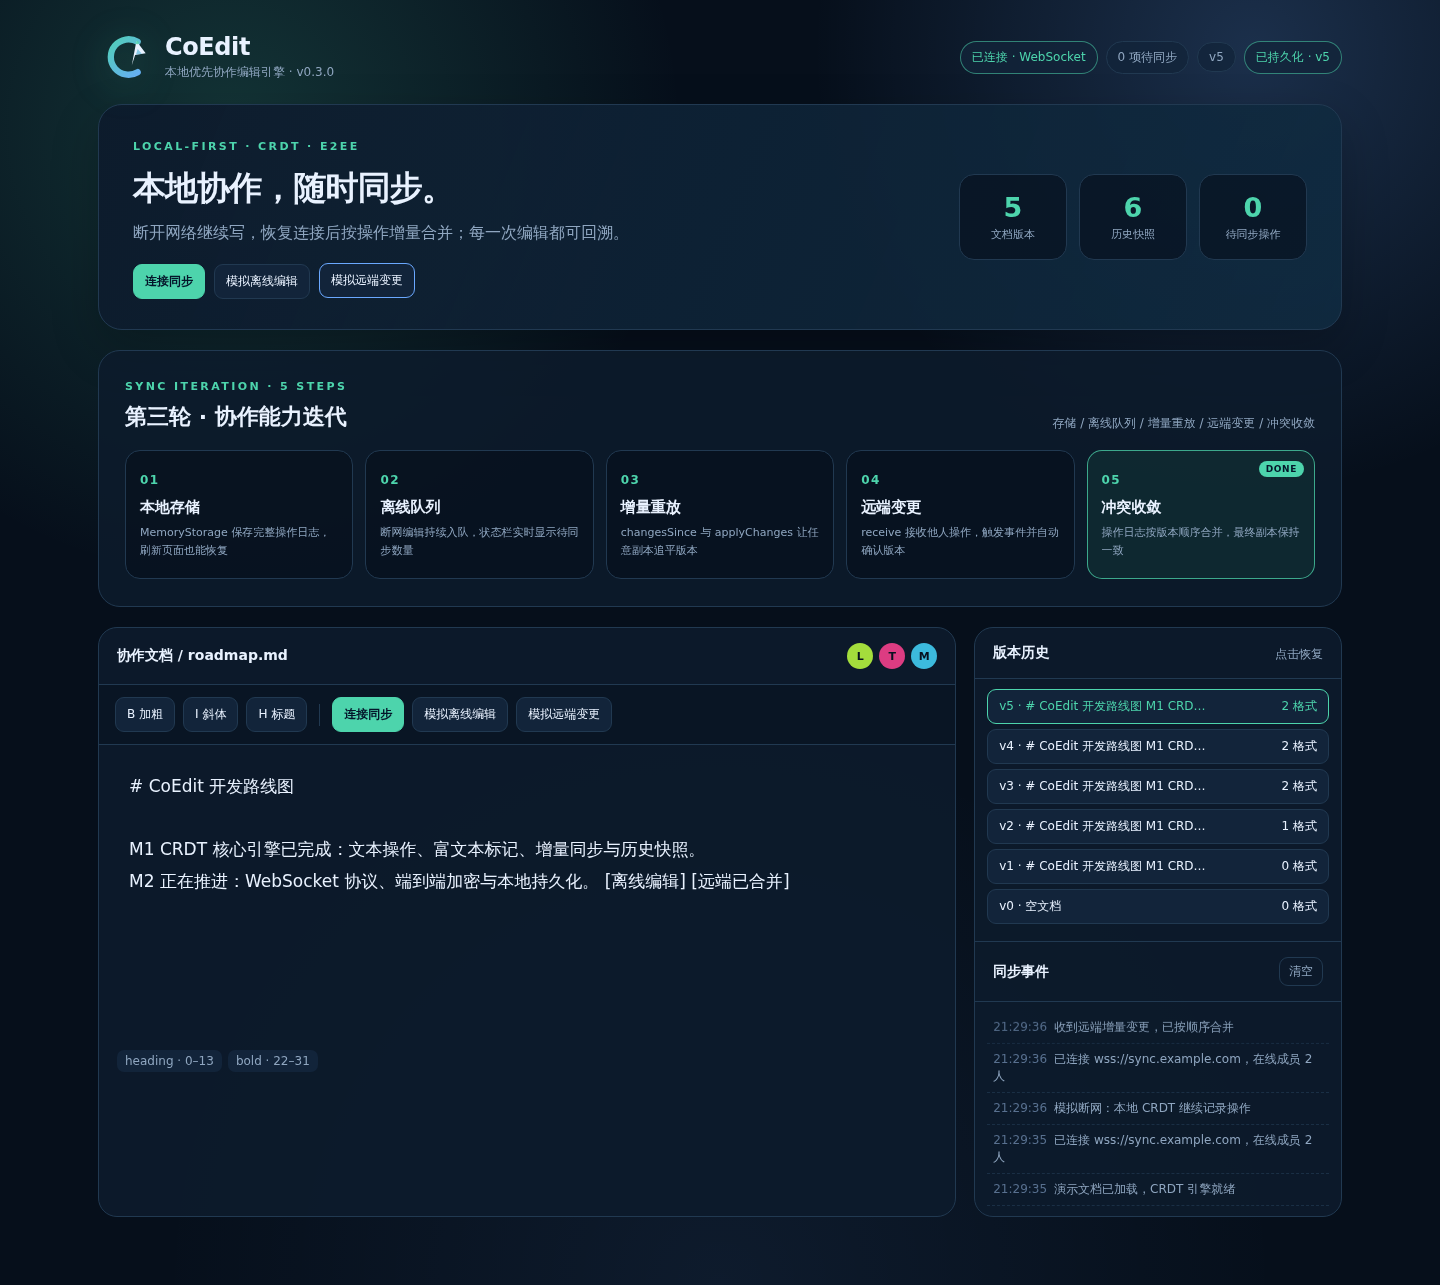 CoEdit
本地优先协作编辑引擎 · v0.3.0
已连接 · WebSocket
0 项待同步
v5
已持久化 · v5
LOCAL-FIRST · CRDT · E2EE
本地协作，随时同步。
断开网络继续写，恢复连接后按操作增量合并；每一次编辑都可回溯。
连接同步
模拟离线编辑
模拟远端变更
5
文档版本
6
历史快照
0
待同步操作
SYNC ITERATION · 5 STEPS
第三轮 · 协作能力迭代
存储 / 离线队列 / 增量重放 / 远端变更 / 冲突收敛
01
本地存储
MemoryStorage 保存完整操作日志，
刷新页面也能恢复
02
离线队列
断网编辑持续入队，状态栏实时显示待同
步数量
03
增量重放
changesSince 与 applyChanges 让任
意副本追平版本
04
远端变更
receive 接收他人操作，触发事件并自动
确认版本
DONE
05
冲突收敛
操作日志按版本顺序合并，最终副本保持
一致
协作文档 / roadmap.md
L
T
M
B 加粗
I 斜体
H 标题
连接同步
模拟离线编辑
模拟远端变更
# CoEdit 开发路线图
M1 CRDT 核心引擎已完成：文本操作、富文本标记、增量同步与历史快照。
M2 正在推进：WebSocket 协议、端到端加密与本地持久化。 [离线编辑] [远端已合并]
heading · 0–13
bold · 22–31
版本历史
点击恢复
v5 · # CoEdit 开发路线图 M1 CRD…
2 格式
v4 · # CoEdit 开发路线图 M1 CRD…
2 格式
v3 · # CoEdit 开发路线图 M1 CRD…
2 格式
v2 · # CoEdit 开发路线图 M1 CRD…
1 格式
v1 · # CoEdit 开发路线图 M1 CRD…
0 格式
v0 · 空文档
0 格式
同步事件
清空
21:29:36 收到远端增量变更，已按顺序合并
21:29:36 已连接 wss://sync.example.com，在线成员 2
人
21:29:36 模拟断网：本地 CRDT 继续记录操作
21:29:35 已连接 wss://sync.example.com，在线成员 2
人
21:29:35 演示文档已加载，CRDT 引擎就绪